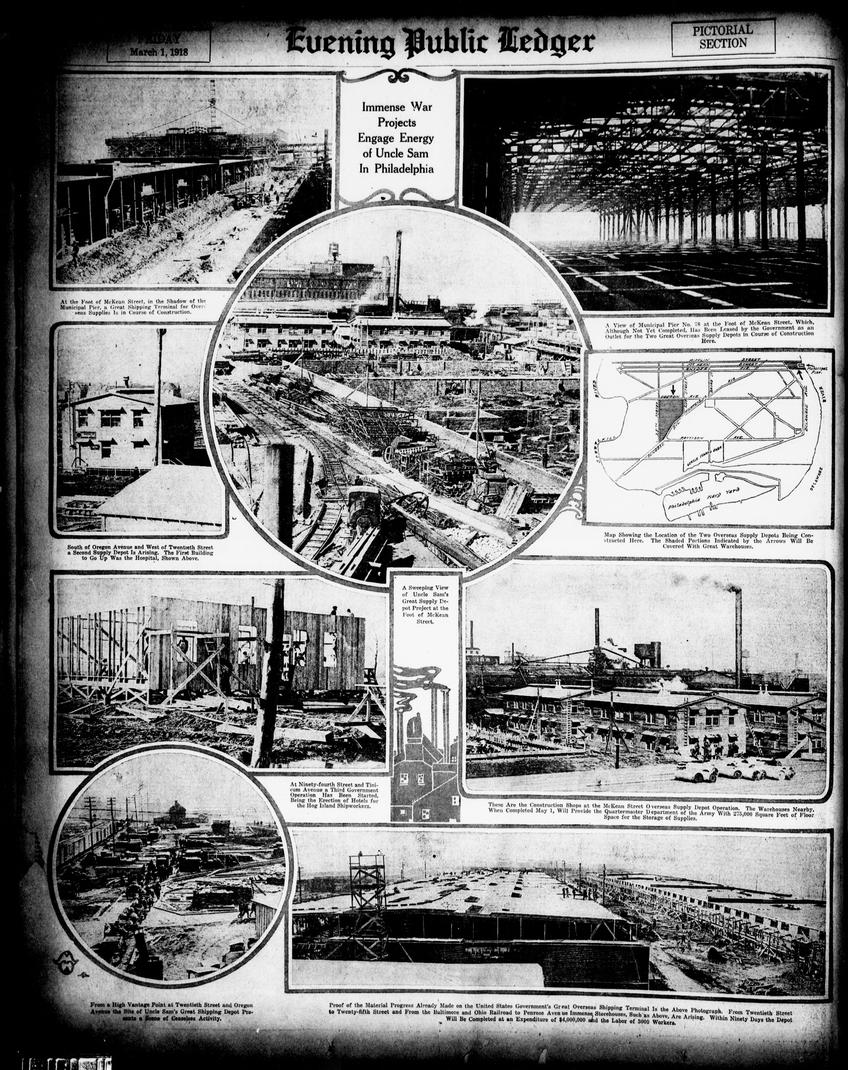 FRIDAY
March 1, 1918
Evening Public Ledger
PICTORIAL
SECTION
Immense War
Projects
Engage Energy
of Uncle Sam
In Philadelphia
At the Foot of McKean Street, in the Shadow of the
Municipal Pier, a Great Shipping Terminal for Over-
seas Supplies Is in Course of Construction.
A View of Municipal Pier No. 78 at the Foot of McKean Street, Which,
Although Not Yet Completed, Has Been Leased by the Government as an
Outlet for the Two Great Overseas Supply Depots in Course of Construction
Here.
STREET
AVE
DELAWARE
PHILADELPHIA NAVY YARD
South of Oregon Avenue and West of Twentieth Street
a Second Supply Depot Is Arising. The First Building
to Go Up Was the Hospital, Shown Above.
Map Showing the Location of the Two Overseas Supply Depots Being Con-
structed Here. The Shaded Portions Indicated by the Arrows Will Be
Covered With Great Warehouses.
A Sweeping View
of Uncle Sam's
Great Supply De-
pot Project at the
Foot of McKean
Street.
At Ninety-fourth Street and Tini-
cum Avenue a Third Government
Operation Has Been Started,
Being the Erection of Hotels for
the Hog Island Shipworkers.
These Are the Construction Shops at the McKean Street Overseas Supply Depot Operation. The Warehouses Nearby,
When Completed May 1, Will Provide the Quartermaster Department of the Army With 275,000 Square Feet of Floor
Space for the Storage of Supplies.
From a High Vantage Point at Twentieth Street and Oregon
Avenue the Site of Uncle Sam's Great Shipping Depot Pre-
sents a Scene of Ceaseless Activity.
Proof of the Material Progress Already Made on the United States Government's Great Overseas Shipping Terminal Is the Above Photograph. From Twentieth Street
to Twenty-fifth Street and From the Baltimore and Ohio Railroad to Penrose Avenue Immense Storehouses, Such as Above, Are Arising. Within Ninety Days the Depot
Will Be Completed at an Expenditure of $4,000,000 and the Labor of 3000 Workers.